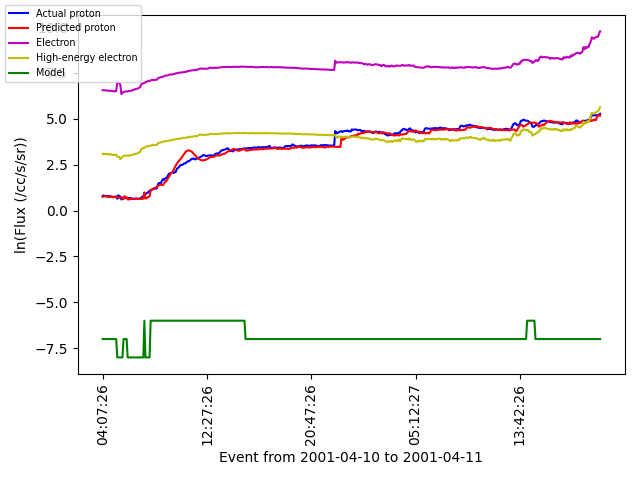 Actual proton
Predicted proton
Electron
High-energy electron
Model
5.0
2.5
0.0
−2.5
−5.0
−7.5
ln(Flux (/cc/s/sr))
04:07:26
12:27:26
20:47:26
05:12:27
13:42:26
Event from 2001-04-10 to 2001-04-11